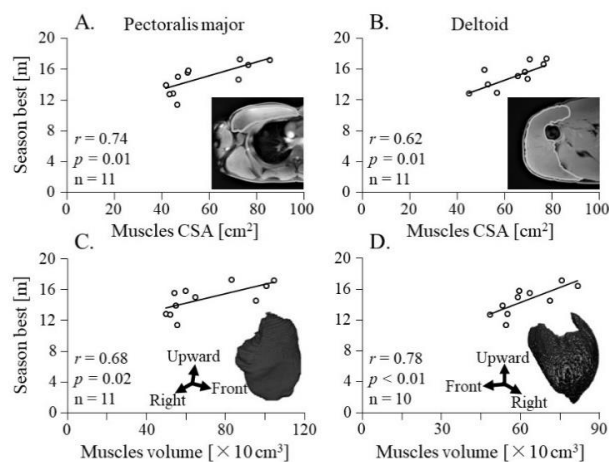 A. Pectoralis major
B. Deltoid
Season best [m]
20
16
12
8
4
0
r = 0.74
p = 0.01
n = 11
0 20 40 60 80 100
Muscles CSA [cm²]
20
16
12
8
4
0
r = 0.62
p = 0.01
n = 11
0 20 40 60 80 100
Muscles CSA [cm²]
C.
Season best [m]
20
16
12
8
4
0
r = 0.68
p = 0.02
n = 11
Upward
Front
Right
0 40 80 120
Muscles volume [×10 cm³]
D.
20
16
12
8
4
0
r = 0.78
p < 0.01
n = 10
Upward
Front
Right
0 30 60 90
Muscles volume [×10 cm³]